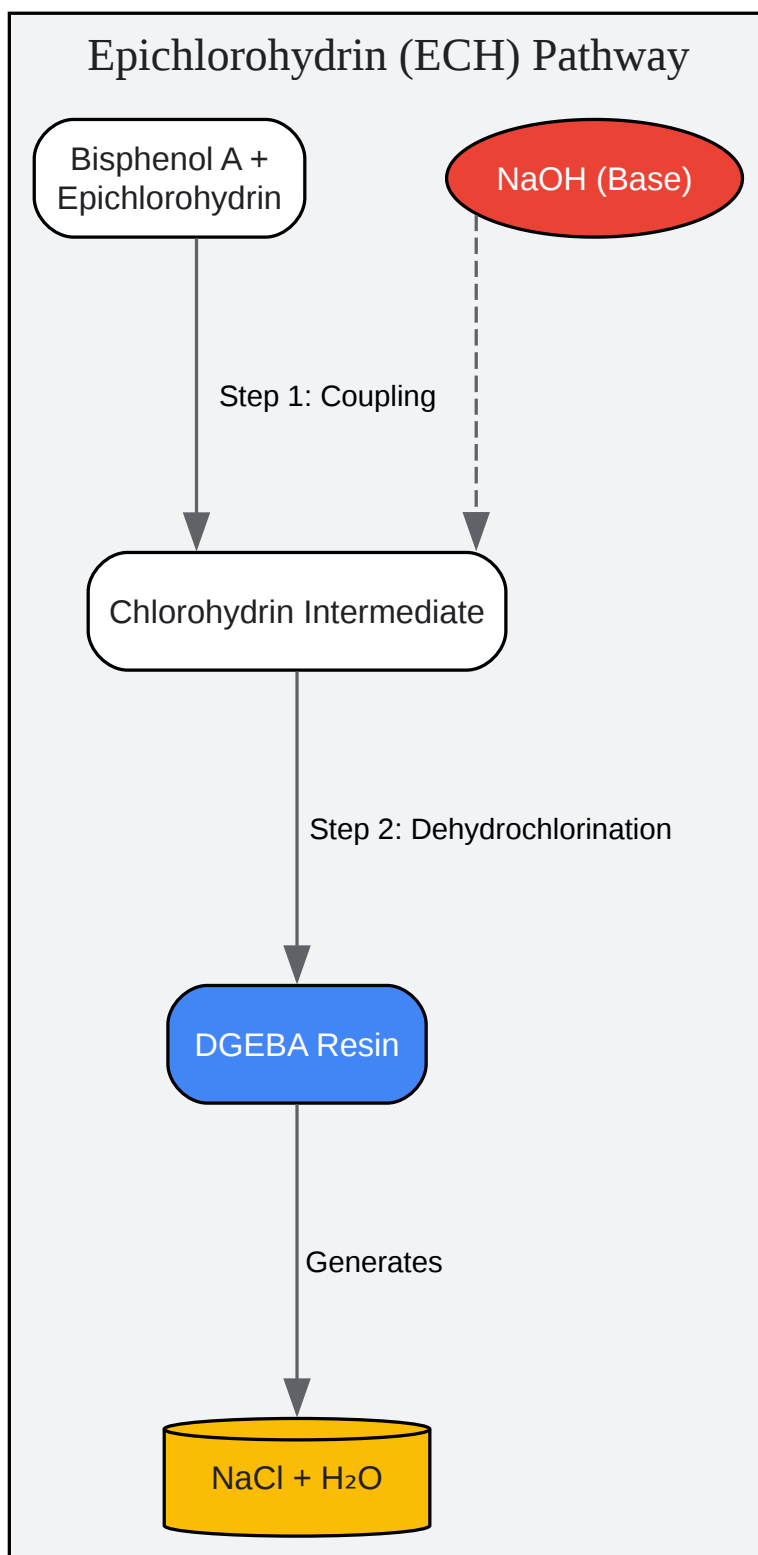 Epichlorohydrin (ECH) Pathway
Bisphenol A +
Epichlorohydrin
NaOH (Base)
Step 1: Coupling
Chlorohydrin Intermediate
Step 2: Dehydrochlorination
DGEBA Resin
Generates
NaCl + H₂O